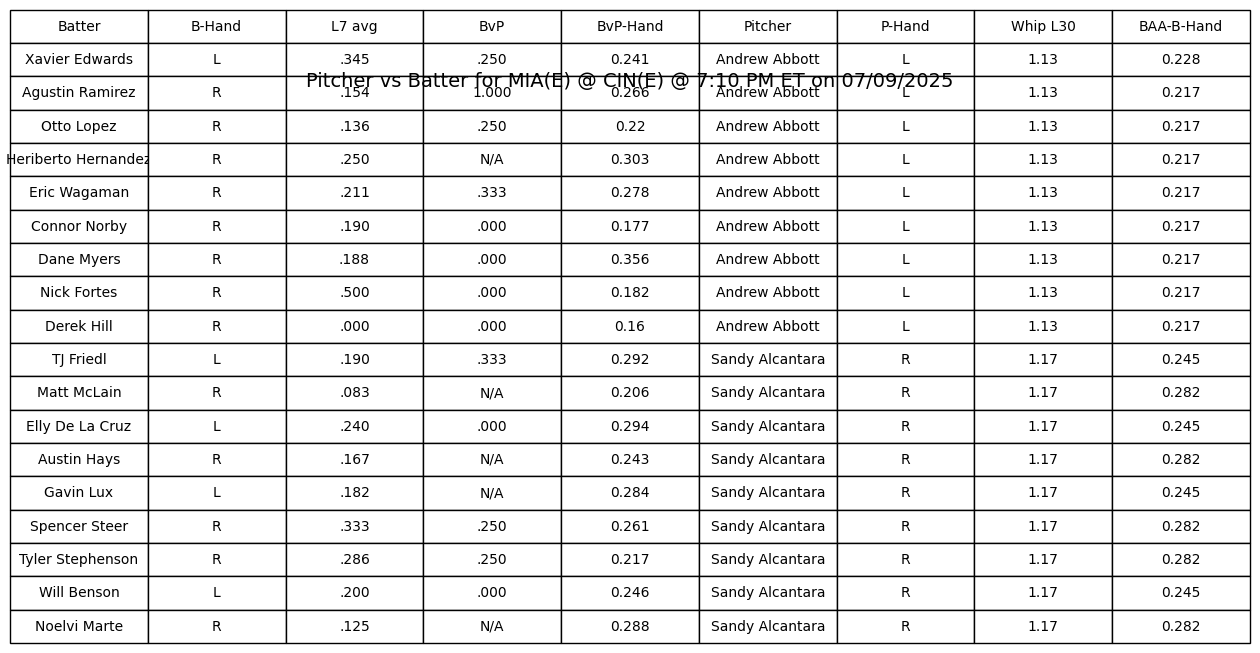 Batter B-Hand L7 avg BvP BvP-Hand Pitcher P-Hand Whip L30 BAA-B-Hand
Xavier Edwards L .345 .250 0.241 Andrew Abbott L 1.13 0.228
Pitcher vs Batter for MIA(E) @ CIN(E) @ 7:10 PM ET on 07/09/2025
Agustin Ramirez R .154 1.000 0.266 Andrew Abbott L 1.13 0.217
Otto Lopez R .136 .250 0.22 Andrew Abbott L 1.13 0.217
Heriberto Hernandez R .250 N/A 0.303 Andrew Abbott L 1.13 0.217
Eric Wagaman R .211 .333 0.278 Andrew Abbott L 1.13 0.217
Connor Norby R .190 .000 0.177 Andrew Abbott L 1.13 0.217
Dane Myers R .188 .000 0.356 Andrew Abbott L 1.13 0.217
Nick Fortes R .500 .000 0.182 Andrew Abbott L 1.13 0.217
Derek Hill R .000 .000 0.16 Andrew Abbott L 1.13 0.217
TJ Friedl L .190 .333 0.292 Sandy Alcantara R 1.17 0.245
Matt McLain R .083 N/A 0.206 Sandy Alcantara R 1.17 0.282
Elly De La Cruz L .240 .000 0.294 Sandy Alcantara R 1.17 0.245
Austin Hays R .167 N/A 0.243 Sandy Alcantara R 1.17 0.282
Gavin Lux L .182 N/A 0.284 Sandy Alcantara R 1.17 0.245
Spencer Steer R .333 .250 0.261 Sandy Alcantara R 1.17 0.282
Tyler Stephenson R .286 .250 0.217 Sandy Alcantara R 1.17 0.282
Will Benson L .200 .000 0.246 Sandy Alcantara R 1.17 0.245
Noelvi Marte R .125 N/A 0.288 Sandy Alcantara R 1.17 0.282